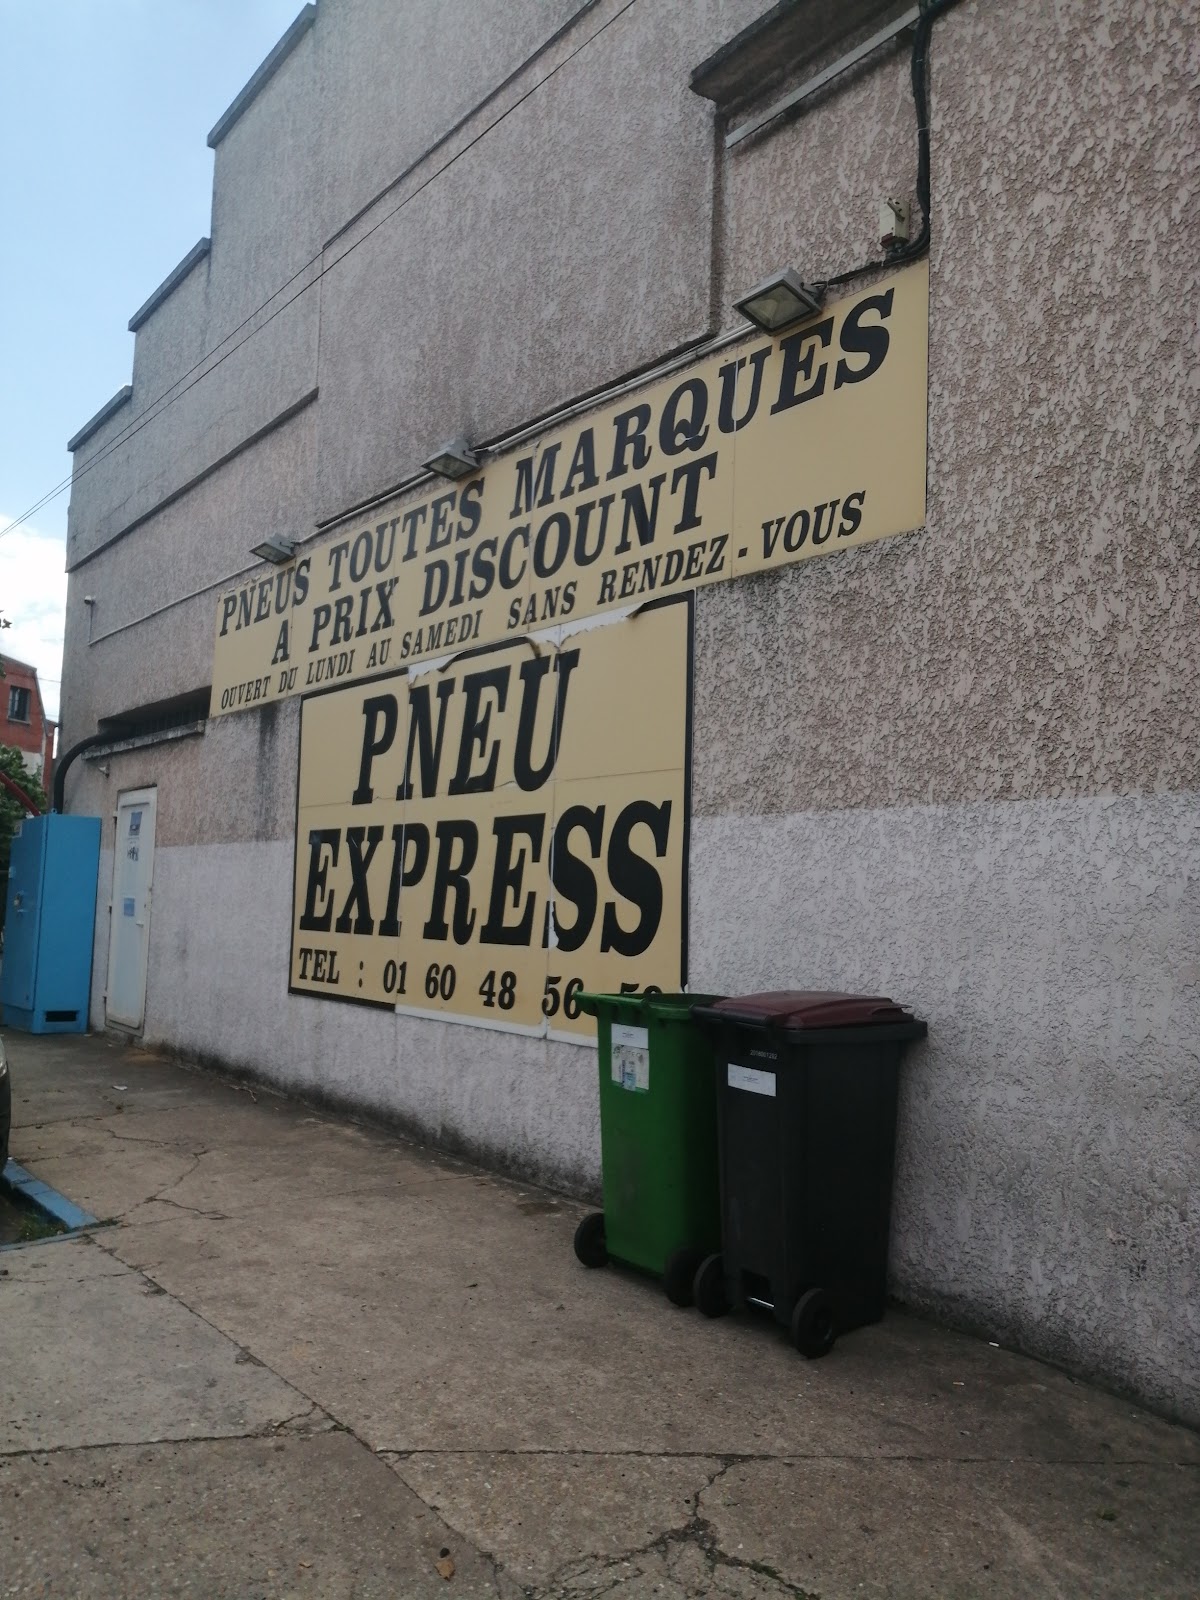 PNEUS TOUTES MARQUES
A PRIX DISCOUNT
OUVERT DU LUNDI AU SAMEDI SANS RENDEZ-VOUS
PNEU
EXPRESS
TEL : 01 60 48 56